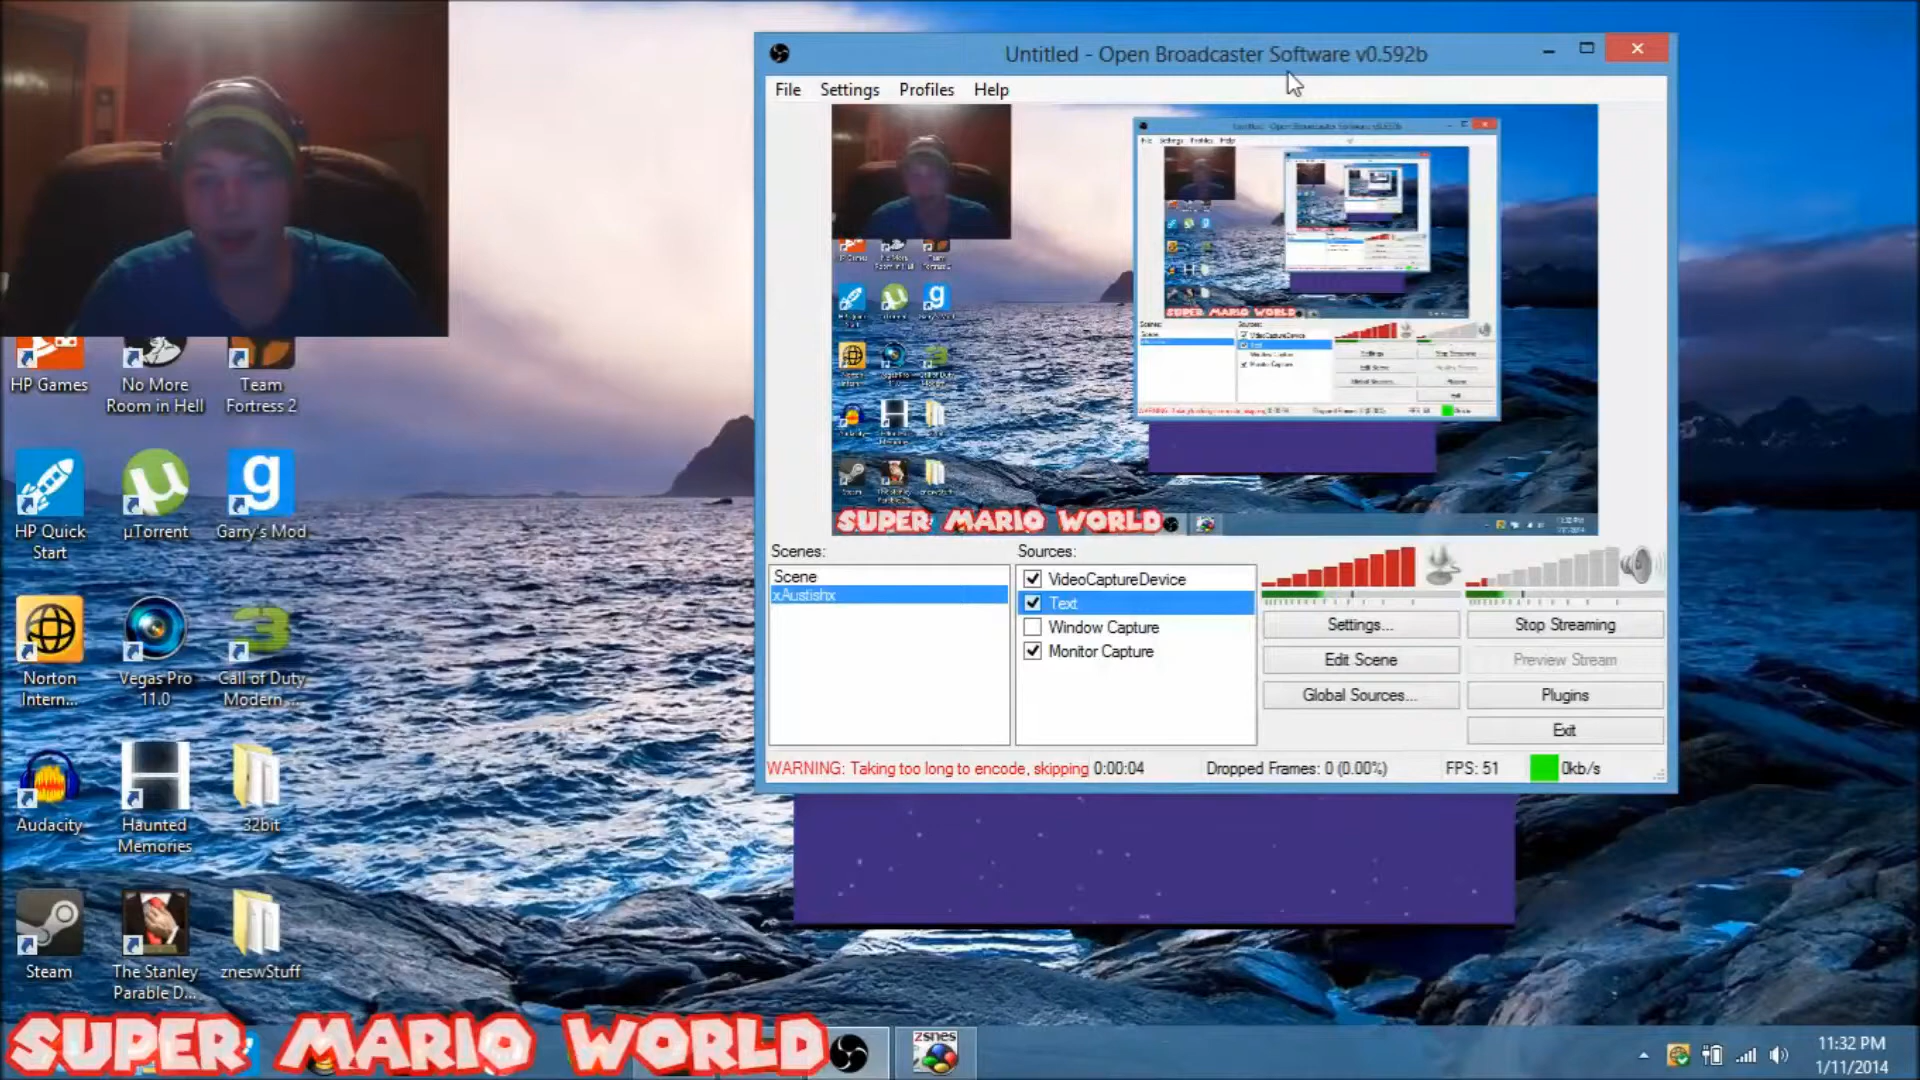 Untitled - Open Broadcaster Software v0.592b
File Settings Profiles Help
SUPER MARIO WORLD
Scenes:
Scene
xAustishx
Sources:
VideoCaptureDevice
Text
Window Capture
Monitor Capture
Settings...
Stop Streaming
Edit Scene
Preview Stream
Global Sources...
Plugins
Exit
WARNING: Taking too long to encode, skipping 0:00:04
Dropped Frames: 0 (0.00%)
FPS: 51
0kb/s
HP Games
No More
Room in Hell
Team
Fortress 2
HP Quick
Start
µTorrent
Garry's Mod
Norton
Intern...
Vegas Pro
11.0
Call of Duty
Modern ...
Audacity
Haunted
Memories
32bit
Steam
The Stanley
Parable D...
zneswStuff
SUPER MARIO WORLD
zsnes
11:32 PM
1/11/2014